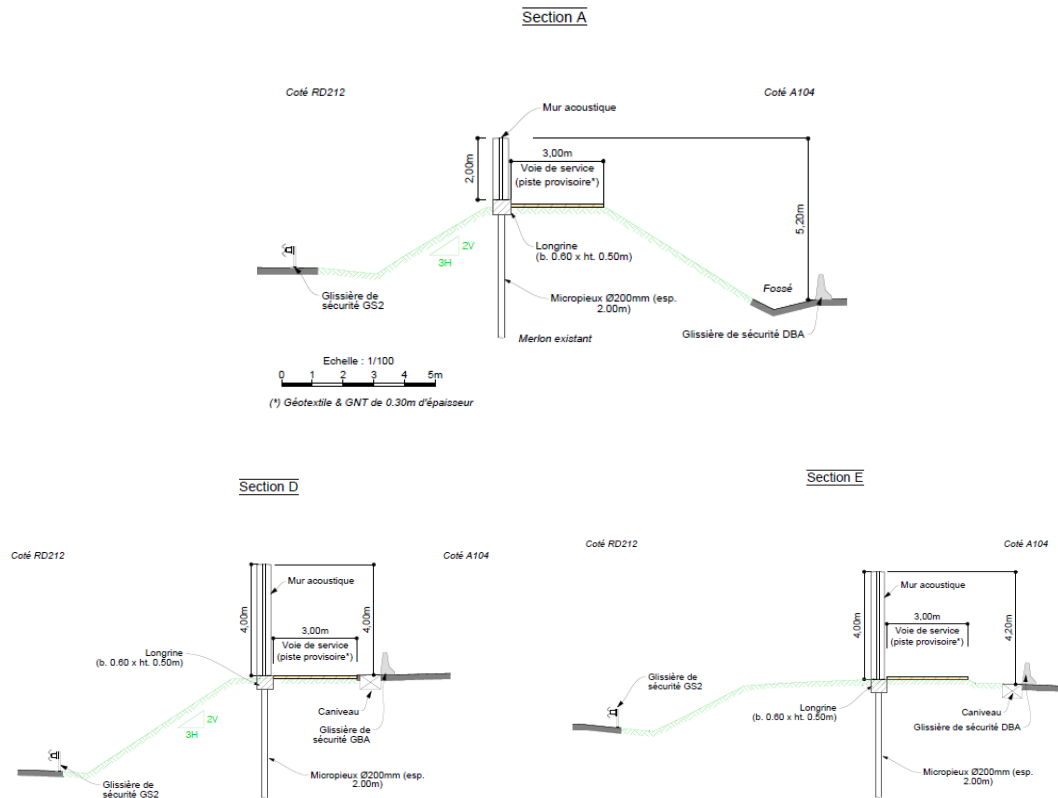 Section A
Coté RD212
Coté A104
Mur acoustique
2,00m
3,00m
Voie de service
(piste provisoire*)
5,20m
2V
3H
Longrine
(b. 0.60 x ht. 0.50m)
Glissière de
sécurité GS2
Micropieux Ø200mm (esp.
2.00m)
Fossé
Glissière de sécurité DBA
Merlon existant
Echelle : 1/100
0 1 2 3 4 5m
(*) Géotextile & GNT de 0.30m d'épaisseur
Section D
Coté RD212
Coté A104
Mur acoustique
4,00m
3,00m
4,00m
Voie de service
(piste provisoire*)
Longrine
(b. 0.60 x ht. 0.50m)
2V
3H
Caniveau
Glissière de
sécurité GBA
Micropieux Ø200mm (esp.
2.00m)
Glissière de
sécurité GS2
Section E
Coté RD212
Coté A104
Mur acoustique
4,00m
3,00m
4,20m
Voie de service
(piste provisoire*)
Glissière de
sécurité GS2
Longrine
(b. 0.60 x ht. 0.50m)
Caniveau
Glissière de sécurité DBA
Micropieux Ø200mm (esp.
2.00m)